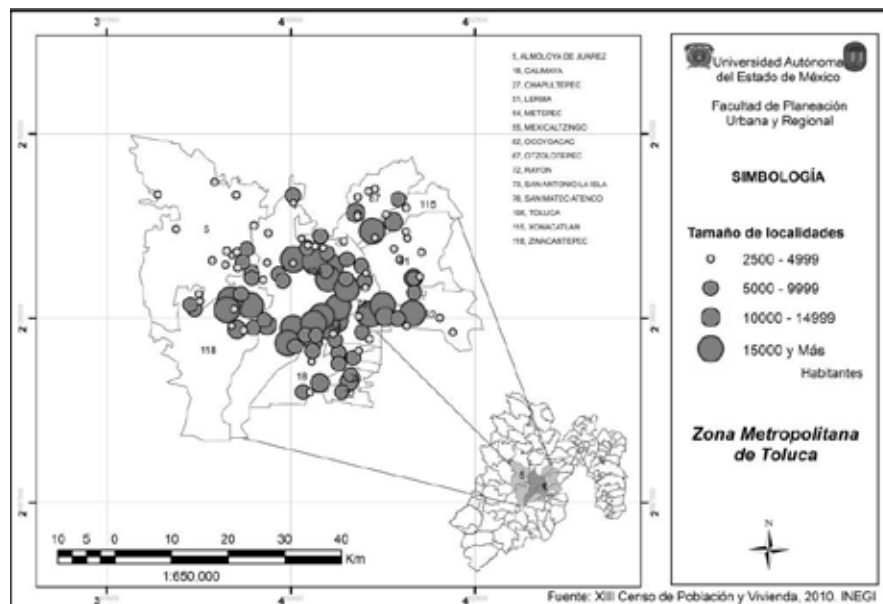 5, ALMOLOYA DE JUAREZ
18, CALIMAYA
27, CHAPULTEPEC
51, LERMA
54, METEPEC
55, MEXICALTZINGO
62, OCOYOACAC
67, OTZOLOTEPEC
72, RAYON
73, SAN ANTONIO LA ISLA
76, SAN MATEO ATENCO
106, TOLUCA
115, XONACATLAN
118, ZINACANTEPEC
115
5
118
18
5
10 5 0 10 20 30 40
Km
1:650,000
Universidad Autónoma
del Estado de México
Facultad de Planeación
Urbana y Regional
SIMBOLOGÍA
Tamaño de localidades
2500 - 4999
5000 - 9999
10000 - 14999
15000 y Más
Habitantes
Zona Metropolitana
de Toluca
N
Fuente: XIII Censo de Población y Vivienda, 2010. INEGI